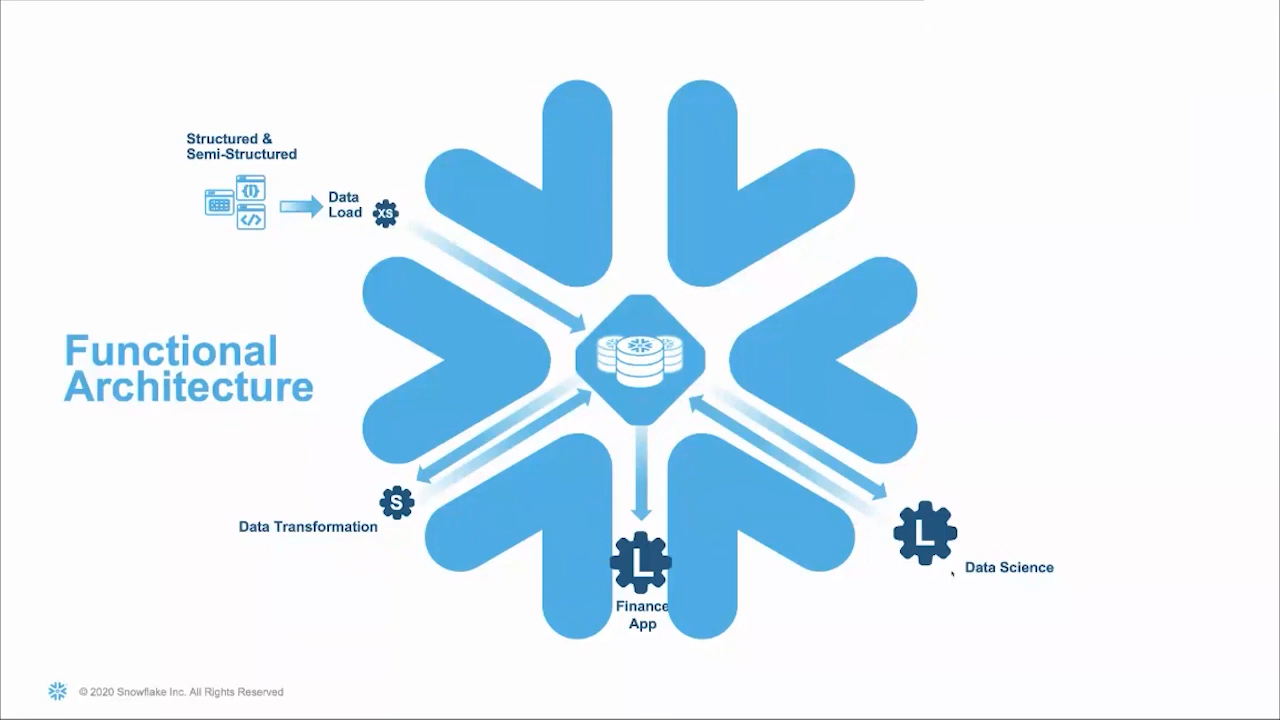 Structured &
Semi-Structured
Data
Load
XS
Functional
Architecture
S
Data Transformation
L
Finance
App
L
Data Science
© 2020 Snowflake Inc. All Rights Reserved